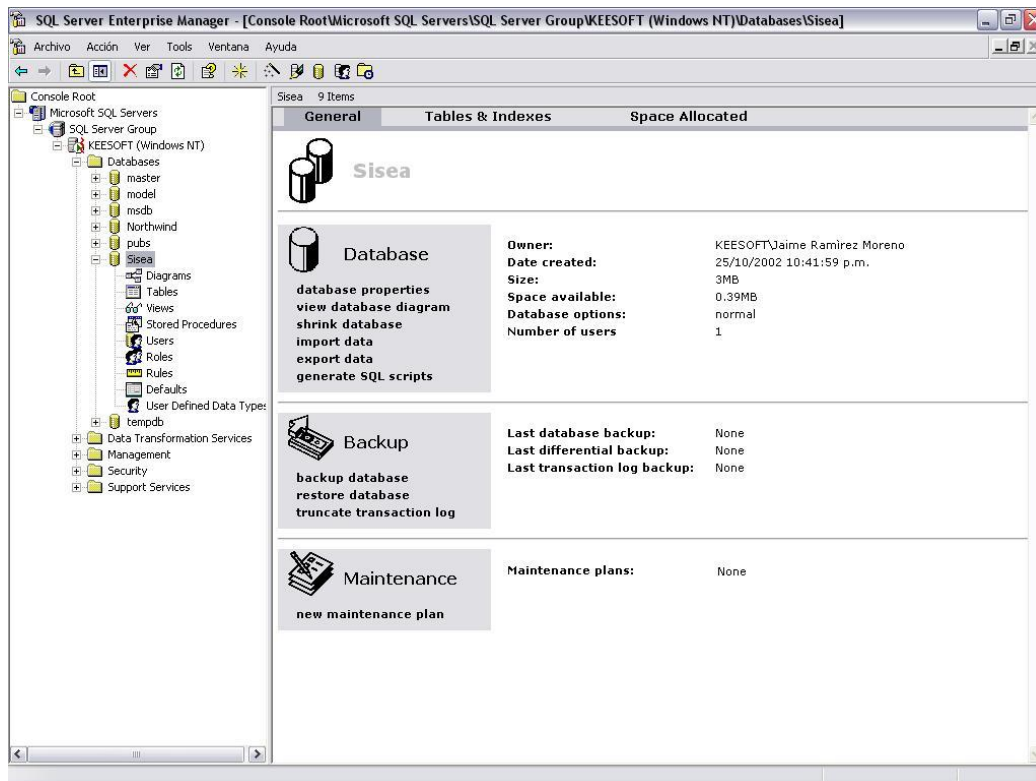 SQL Server Enterprise Manager - [Console Root\Microsoft SQL Servers\SQL Server Group\KEESOFT (Windows NT)\Databases\Sisea]
Archivo Acción Ver Tools Ventana Ayuda
Console Root
Microsoft SQL Servers
SQL Server Group
KEESOFT (Windows NT)
Databases
master
model
msdb
Northwind
pubs
Sisea
Diagrams
Tables
Views
Stored Procedures
Users
Roles
Rules
Defaults
User Defined Data Types
tempdb
Data Transformation Services
Management
Security
Support Services
Sisea 9 Items
General Tables & Indexes Space Allocated
Sisea
Database
database properties
view database diagram
shrink database
import data
export data
generate SQL scripts
Owner: KEESOFT\Jaime Ramìrez Moreno
Date created: 25/10/2002 10:41:59 p.m.
Size: 3MB
Space available: 0.39MB
Database options: normal
Number of users 1
Backup
backup database
restore database
truncate transaction log
Last database backup: None
Last differential backup: None
Last transaction log backup: None
Maintenance
new maintenance plan
Maintenance plans: None